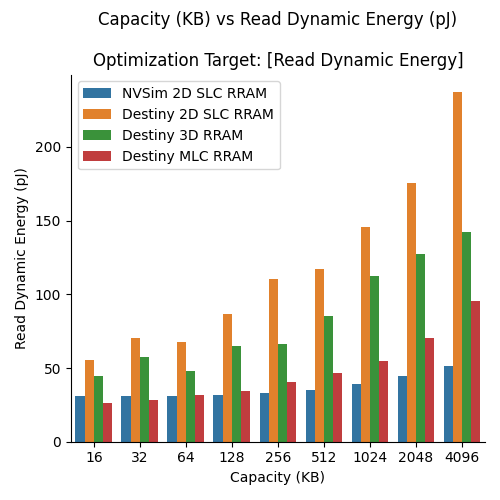 Capacity (KB) vs Read Dynamic Energy (pJ)
Optimization Target: [Read Dynamic Energy]
NVSim 2D SLC RRAM
Destiny 2D SLC RRAM
Destiny 3D RRAM
Destiny MLC RRAM
Read Dynamic Energy (pJ)
200
150
100
50
0
16 32 64 128 256 512 1024 2048 4096
Capacity (KB)